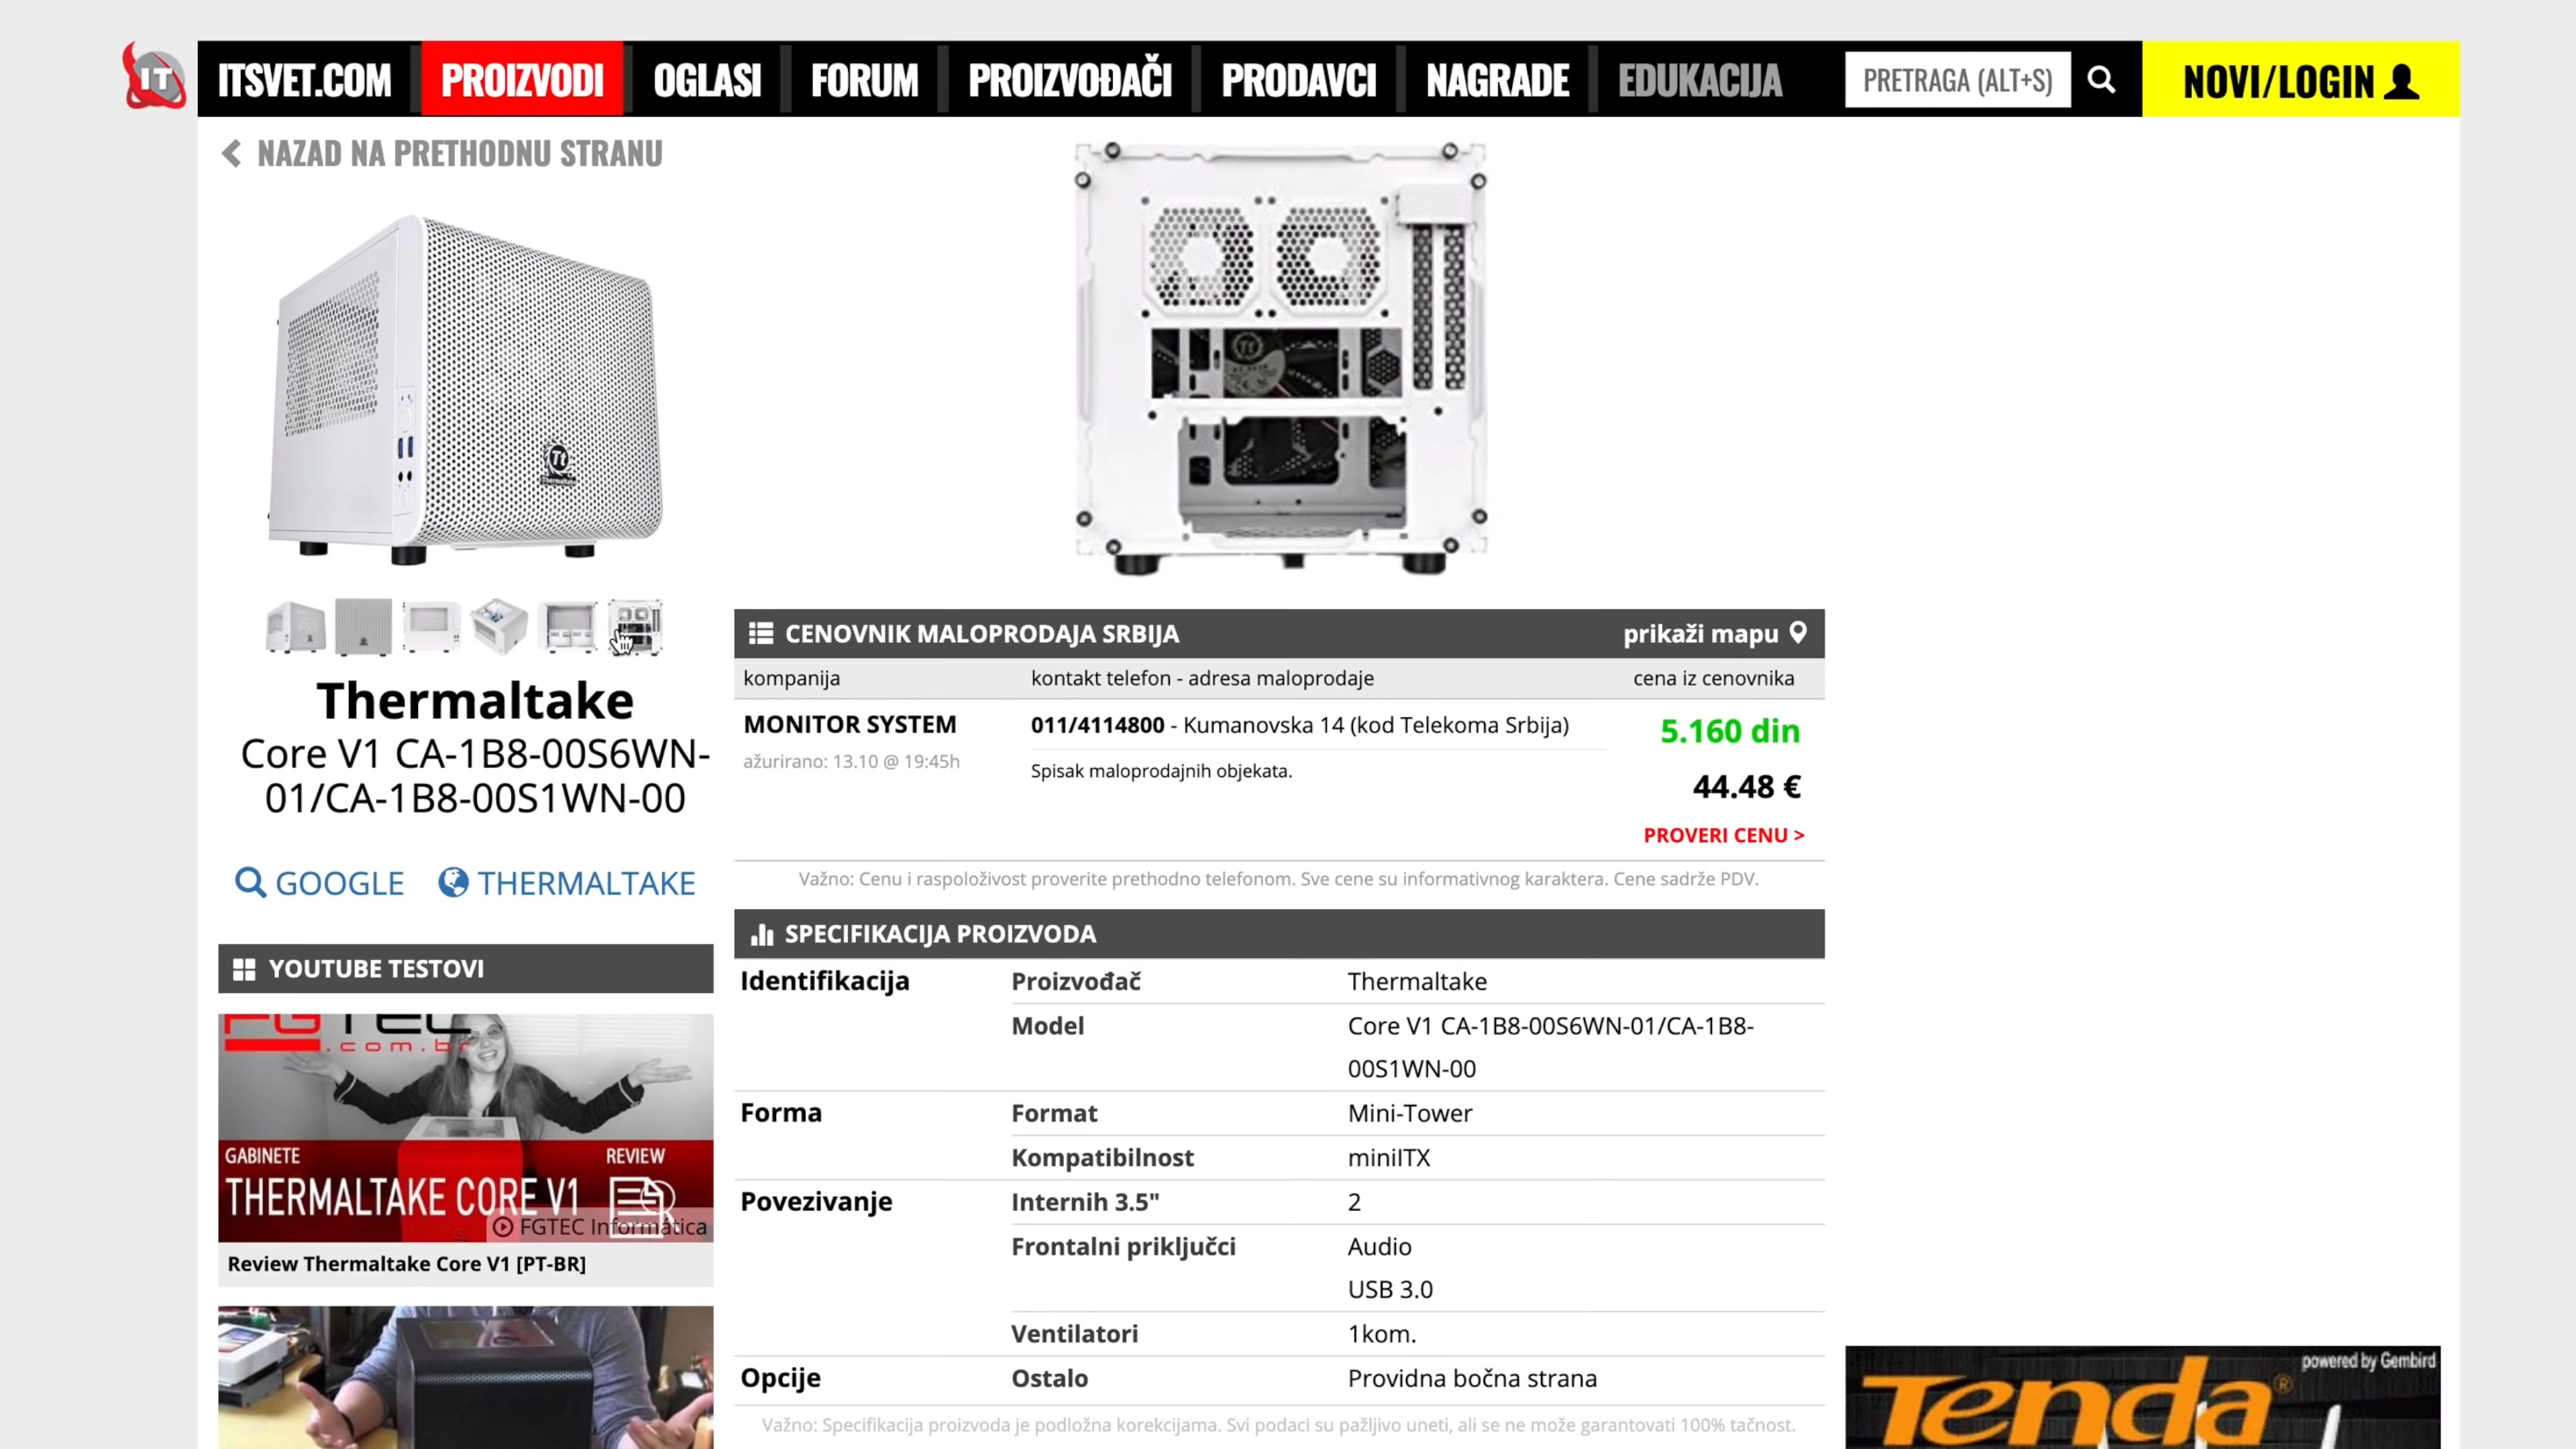 IT
ITSVET.COM PROIZVODI OGLASI FORUM PROIZVOĐAČI PRODAVCI NAGRADE EDUKACIJA PRETRAGA (ALT+S) NOVI/LOGIN
NAZAD NA PRETHODNU STRANU
Tt
Thermaltake
Thermaltake
Core V1 CA-1B8-00S6WN-
01/CA-1B8-00S1WN-00
GOOGLE THERMALTAKE
YOUTUBE TESTOVI
FGTEC
.com.br
GABINETE REVIEW
THERMALTAKE CORE V1
FGTEC Informática
Review Thermaltake Core V1 [PT-BR]
CENOVNIK MALOPRODAJA SRBIJA prikaži mapu
kompanija kontakt telefon - adresa maloprodaje cena iz cenovnika
MONITOR SYSTEM 011/4114800 - Kumanovska 14 (kod Telekoma Srbija) 5.160 din
ažurirano: 13.10 @ 19:45h Spisak maloprodajnih objekata.
44.48 €
PROVERI CENU >
Važno: Cenu i raspoloživost proverite prethodno telefonom. Sve cene su informativnog karaktera. Cene sadrže PDV.
SPECIFIKACIJA PROIZVODA
Identifikacija Proizvođač Thermaltake
Model Core V1 CA-1B8-00S6WN-01/CA-1B8-
00S1WN-00
Forma Format Mini-Tower
Kompatibilnost miniITX
Povezivanje Internih 3.5" 2
Frontalni priključci Audio
USB 3.0
Ventilatori 1kom.
Opcije Ostalo Providna bočna strana
Važno: Specifikacija proizvoda je podložna korekcijama. Svi podaci su pažljivo uneti, ali se ne može garantovati 100% tačnost.
powered by Gembird
Tenda®